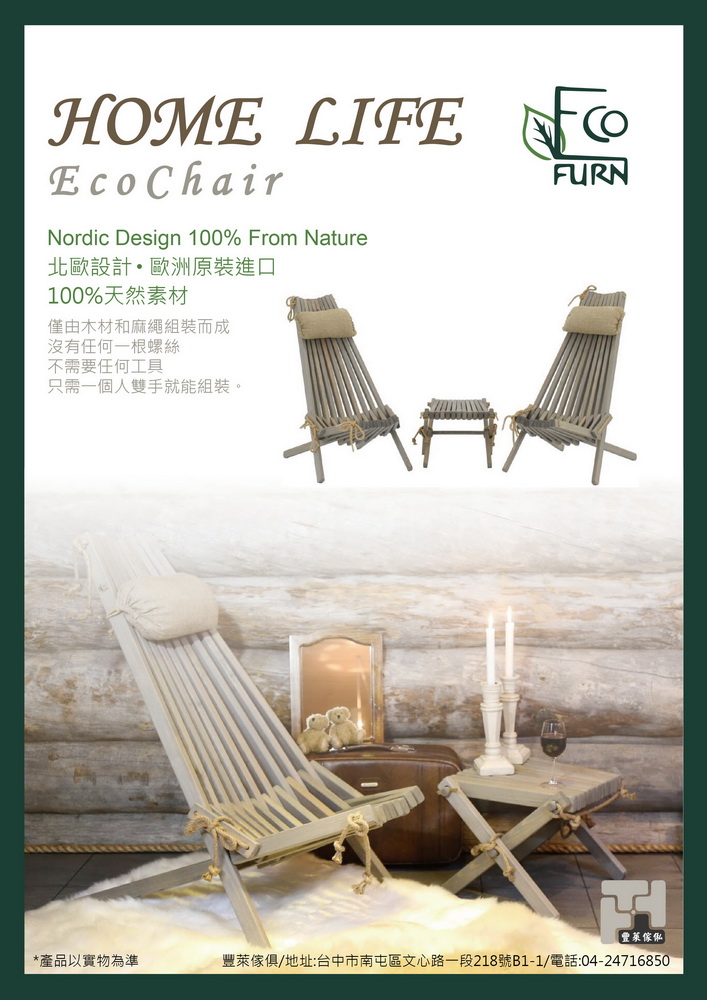 HOME LIFE
EcoChair
ECO
FURN
Nordic Design 100% From Nature
北歐設計•歐洲原裝進口
100%天然素材
僅由木材和麻繩組裝而成
沒有任何一根螺絲
不需要任何工具
只需一個人雙手就能組裝。
豐萊傢俬
*產品以實物為準
豐萊傢俱/地址:台中市南屯區文心路一段218號B1-1/電話:04-24716850